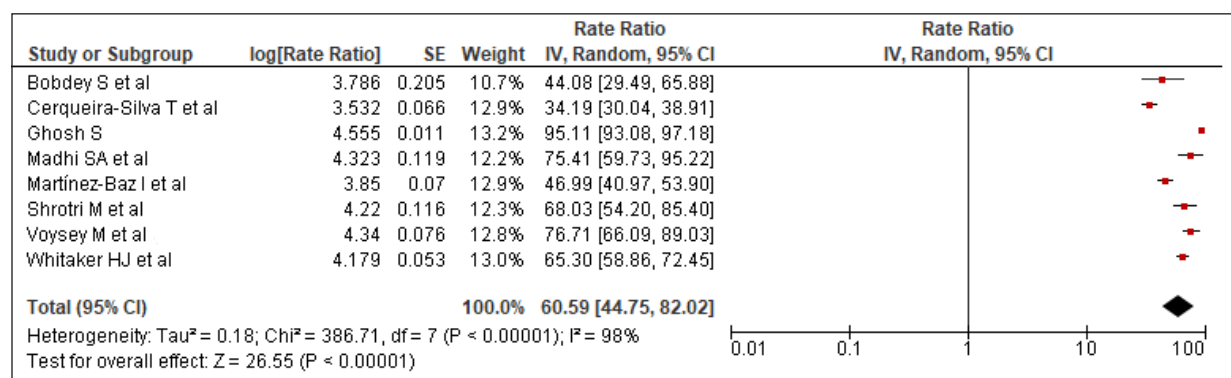 Rate Ratio Rate Ratio
Study or Subgroup log[Rate Ratio] SE Weight IV, Random, 95% CI IV, Random, 95% CI
Bobdey S et al 3.786 0.205 10.7% 44.08 [29.49, 65.88]
Cerqueira-Silva T et al 3.532 0.066 12.9% 34.19 [30.04, 38.91]
Ghosh S 4.555 0.011 13.2% 95.11 [93.08, 97.18]
Madhi SA et al 4.323 0.119 12.2% 75.41 [59.73, 95.22]
Martínez-Baz I et al 3.85 0.07 12.9% 46.99 [40.97, 53.90]
Shrotri M et al 4.22 0.116 12.3% 68.03 [54.20, 85.40]
Voysey M et al 4.34 0.076 12.8% 76.71 [66.09, 89.03]
Whitaker HJ et al 4.179 0.053 13.0% 65.30 [58.86, 72.45]
Total (95% CI) 100.0% 60.59 [44.75, 82.02]
Heterogeneity: Tau² = 0.18; Chi² = 386.71, df = 7 (P < 0.00001); I² = 98%
Test for overall effect: Z = 26.55 (P < 0.00001)
0.01 0.1 1 10 100